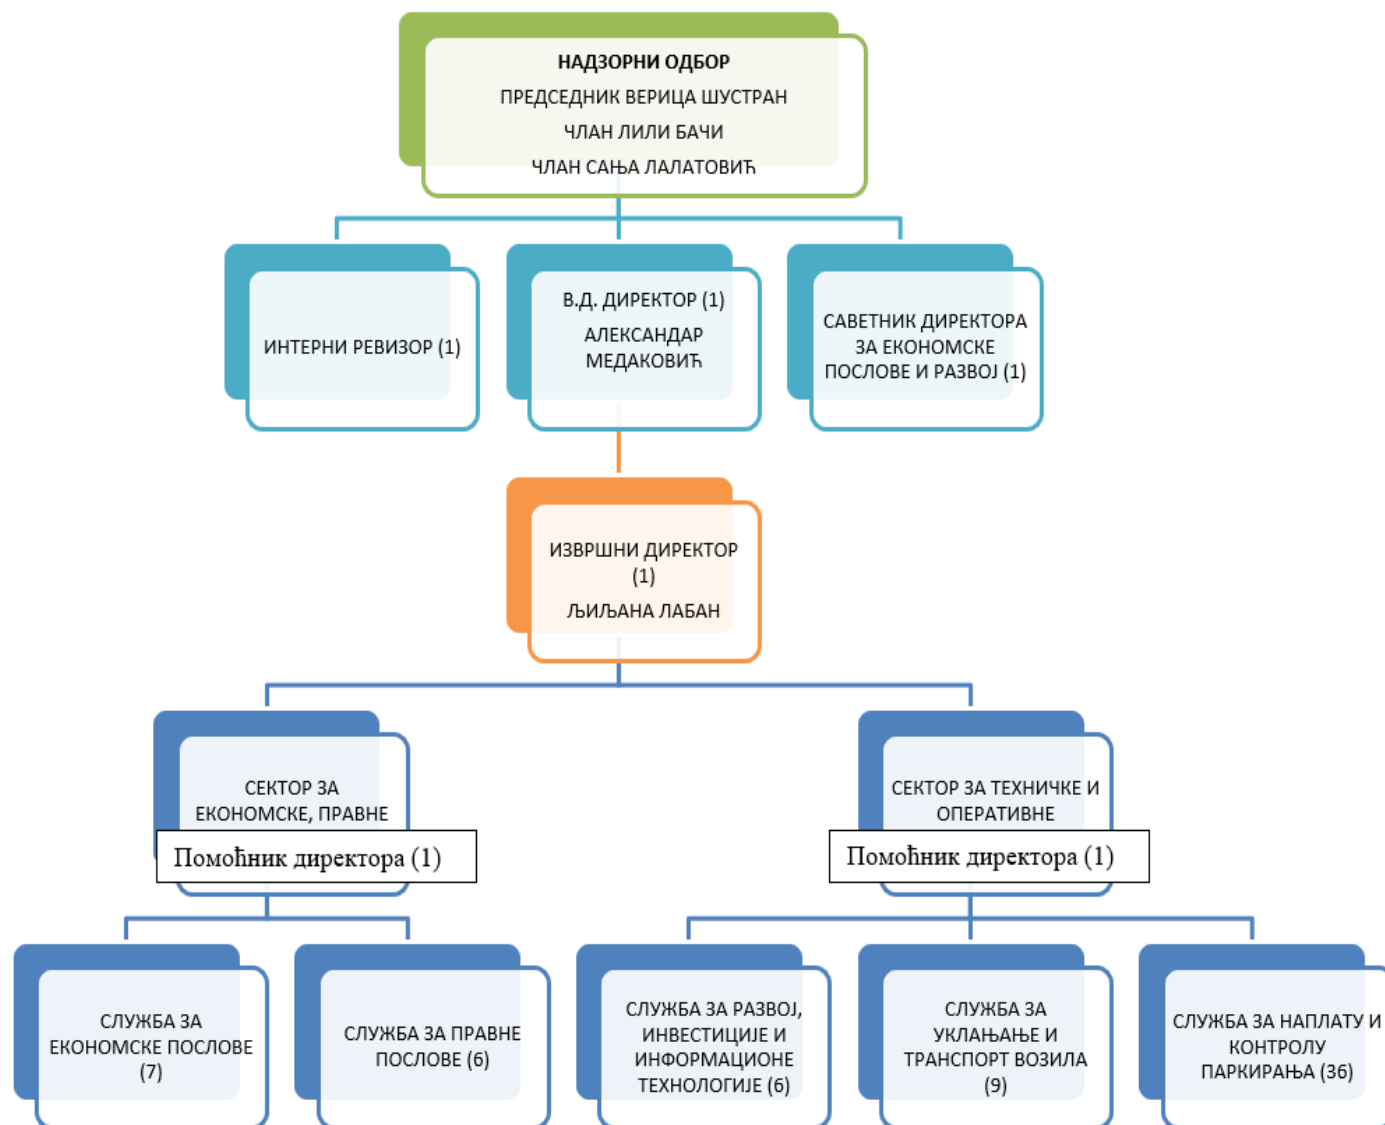 НАДЗОРНИ ОДБОР
ПРЕДСЕДНИК ВЕРИЦА ШУСТРАН
ЧЛАН ЛИЛИ БАЧИ
ЧЛАН САЊА ЛАЛАТОВИЋ
ИНТЕРНИ РЕВИЗОР (1)
В.Д. ДИРЕКТОР (1)
АЛЕКСАНДАР
МЕДАКОВИЋ
САВЕТНИК ДИРЕКТОРА
ЗА ЕКОНОМСКЕ
ПОСЛОВЕ И РАЗВОЈ (1)
ИЗВРШНИ ДИРЕКТОР
(1)
ЉИЉАНА ЛАБАН
СЕКТОР ЗА
ЕКОНОМСКЕ, ПРАВНЕ
Помоћник директора (1)
СЕКТОР ЗА ТЕХНИЧКЕ И
ОПЕРАТИВНЕ
Помоћник директора (1)
СЛУЖБА ЗА
ЕКОНОМСКЕ ПОСЛОВЕ
(7)
СЛУЖБА ЗА ПРАВНЕ
ПОСЛОВЕ (6)
СЛУЖБА ЗА РАЗВОЈ,
ИНВЕСТИЦИЈЕ И
ИНФОРМАЦИОНЕ
ТЕХНОЛОГИЈЕ (6)
СЛУЖБА ЗА
УКЛАЊАЊЕ И
ТРАНСПОРТ ВОЗИЛА
(9)
СЛУЖБА ЗА НАПЛАТУ И
КОНТРОЛУ
ПАРКИРАЊА (36)